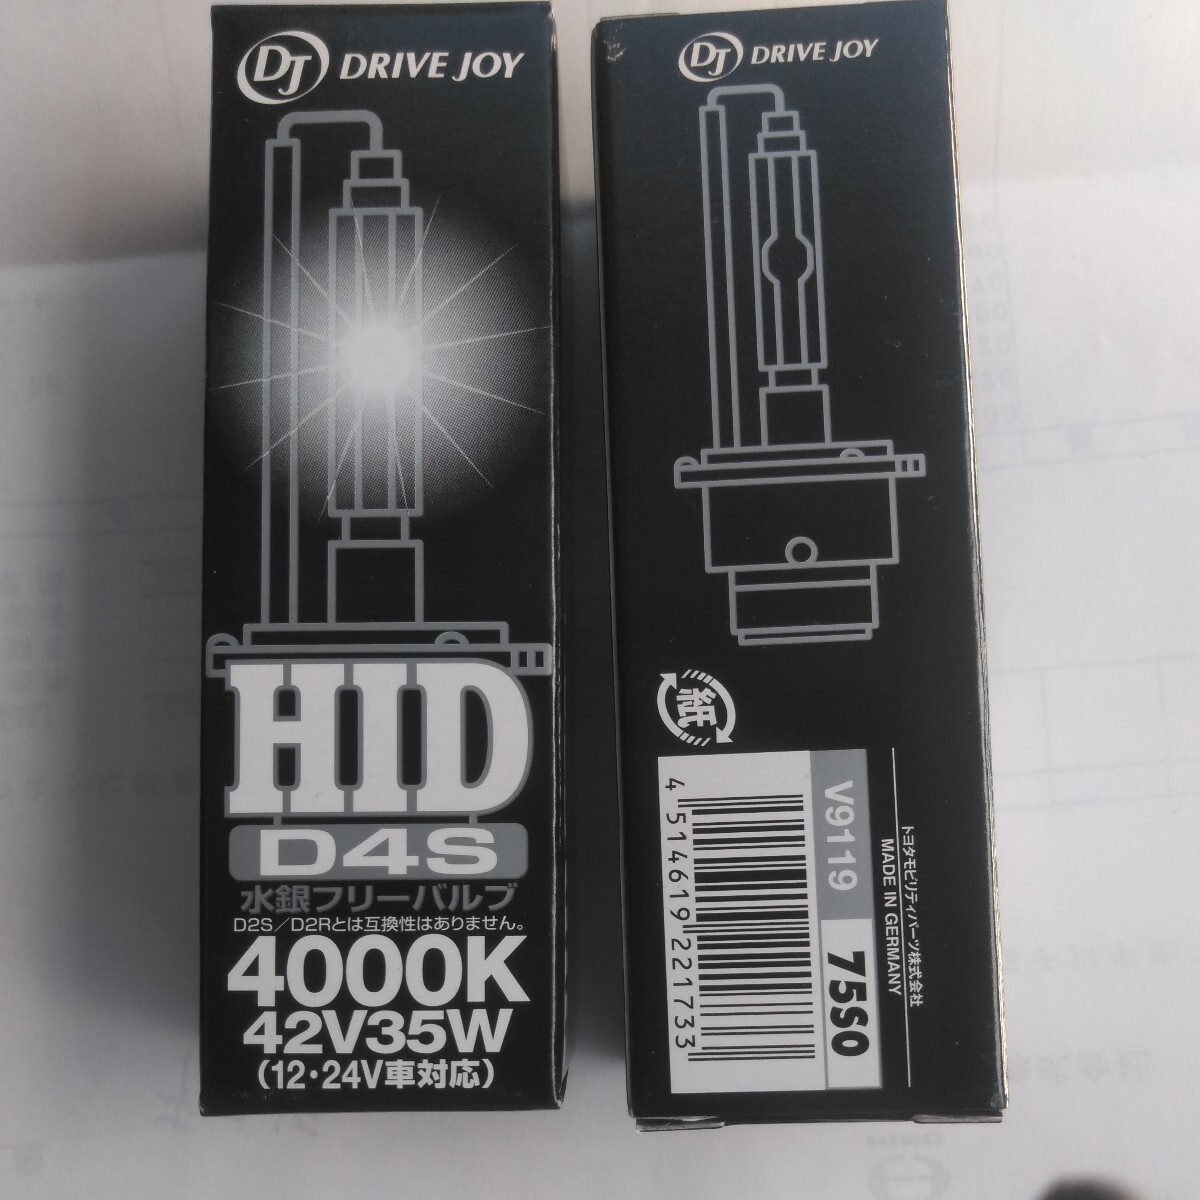 DJ DRIVE JOY
HID
D4S
水銀フリーバルブ
D2S／D2Rとは互換性はありません。
4000K
42V35W
（12・24V車対応）
DJ DRIVE JOY
紙
4 514619 221733
V9119
75S0
トヨタモビリティパーツ株式会社
MADE IN GERMANY